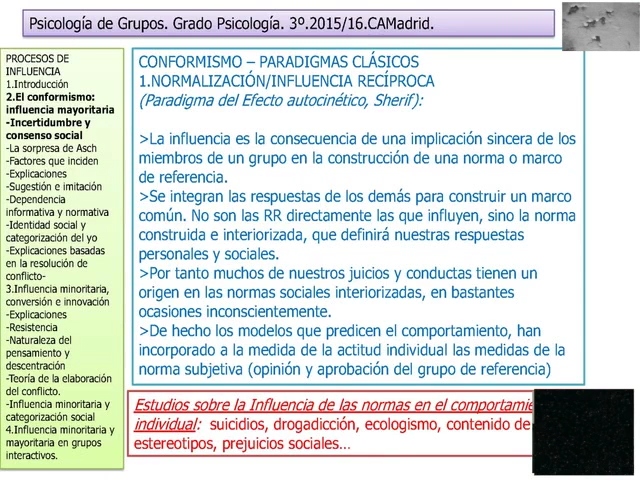 Psicología de Grupos. Grado Psicología. 3º.2015/16.CAMadrid.
PROCESOS DE
INFLUENCIA
1.Introducción
2.El conformismo:
influencia mayoritaria
-Incertidumbre y
consenso social
-La sorpresa de Asch
-Factores que inciden
-Explicaciones
-Sugestión e imitación
-Dependencia
informativa y normativa
-Identidad social y
categorización del yo
-Explicaciones basadas
en la resolución de
conflicto-
3.Influencia minoritaria,
conversión e innovación
-Explicaciones
-Resistencia
-Naturaleza del
pensamiento y
descentración
-Teoría de la elaboración
del conflicto.
-Influencia minoritaria y
categorización social
4.Influencia minoritaria y
mayoritaria en grupos
interactivos.
CONFORMISMO – PARADIGMAS CLÁSICOS
1.NORMALIZACIÓN/INFLUENCIA RECÍPROCA
(Paradigma del Efecto autocinético, Sherif):
>La influencia es la consecuencia de una implicación sincera de los
miembros de un grupo en la construcción de una norma o marco
de referencia.
>Se integran las respuestas de los demás para construir un marco
común. No son las RR directamente las que influyen, sino la norma
construida e interiorizada, que definirá nuestras respuestas
personales y sociales.
>Por tanto muchos de nuestros juicios y conductas tienen un
origen en las normas sociales interiorizadas, en bastantes
ocasiones inconscientemente.
>De hecho los modelos que predicen el comportamiento, han
incorporado a la medida de la actitud individual las medidas de la
norma subjetiva (opinión y aprobación del grupo de referencia)
Estudios sobre la Influencia de las normas en el comportamie
individual: suicidios, drogadicción, ecologismo, contenido de
estereotipos, prejuicios sociales…